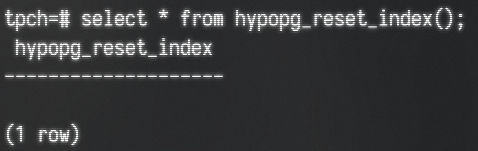 tpch=# select * from hypopg_reset_index();
 hypopg_reset_index
--------------------

(1 row)